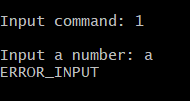 Input command: 1
Input a number: a
ERROR_INPUT